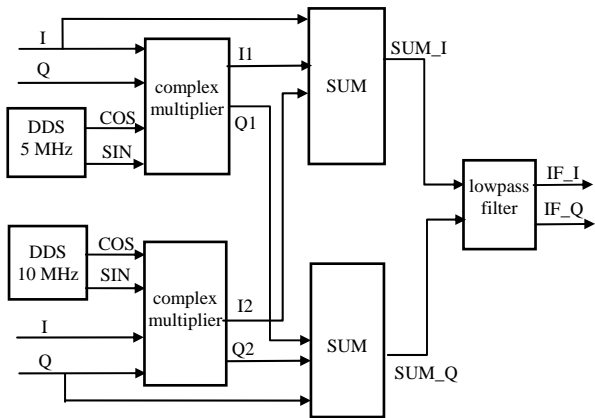 I
Q
DDS
5 MHz
COS
SIN
complex
multiplier
I1
Q1
SUM
SUM_I
lowpass
filter
IF_I
IF_Q
DDS
10 MHz
COS
SIN
I
Q
complex
multiplier
I2
Q2
SUM
SUM_Q